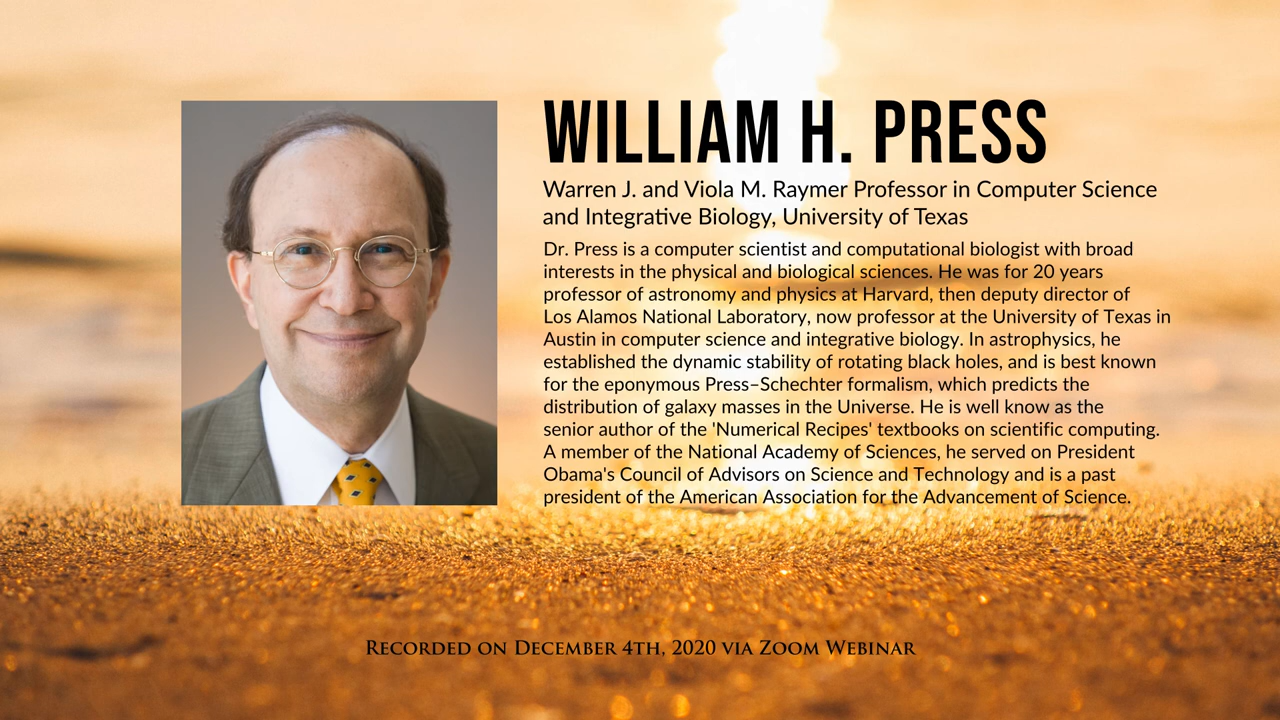 WILLIAM H. PRESS
Warren J. and Viola M. Raymer Professor in Computer Science
and Integrative Biology, University of Texas
Dr. Press is a computer scientist and computational biologist with broad
interests in the physical and biological sciences. He was for 20 years
professor of astronomy and physics at Harvard, then deputy director of
Los Alamos National Laboratory, now professor at the University of Texas in
Austin in computer science and integrative biology. In astrophysics, he
established the dynamic stability of rotating black holes, and is best known
for the eponymous Press–Schechter formalism, which predicts the
distribution of galaxy masses in the Universe. He is well know as the
senior author of the 'Numerical Recipes' textbooks on scientific computing.
A member of the National Academy of Sciences, he served on President
Obama's Council of Advisors on Science and Technology and is a past
president of the American Association for the Advancement of Science.
Recorded on December 4th, 2020 via Zoom Webinar